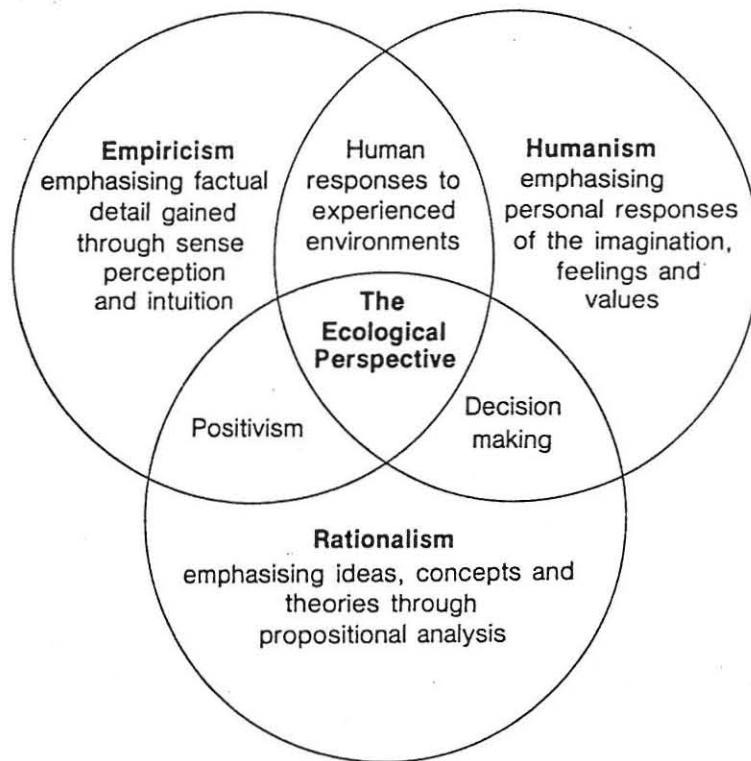 Empiricism
emphasising factual
detail gained
through sense
perception
and intuition
Human
responses to
experienced
environments
Humanism
emphasising
personal responses
of the imagination,
feelings and
values
The
Ecological
Perspective
Positivism
Decision
making
Rationalism
emphasising ideas, concepts and
theories through
propositional analysis